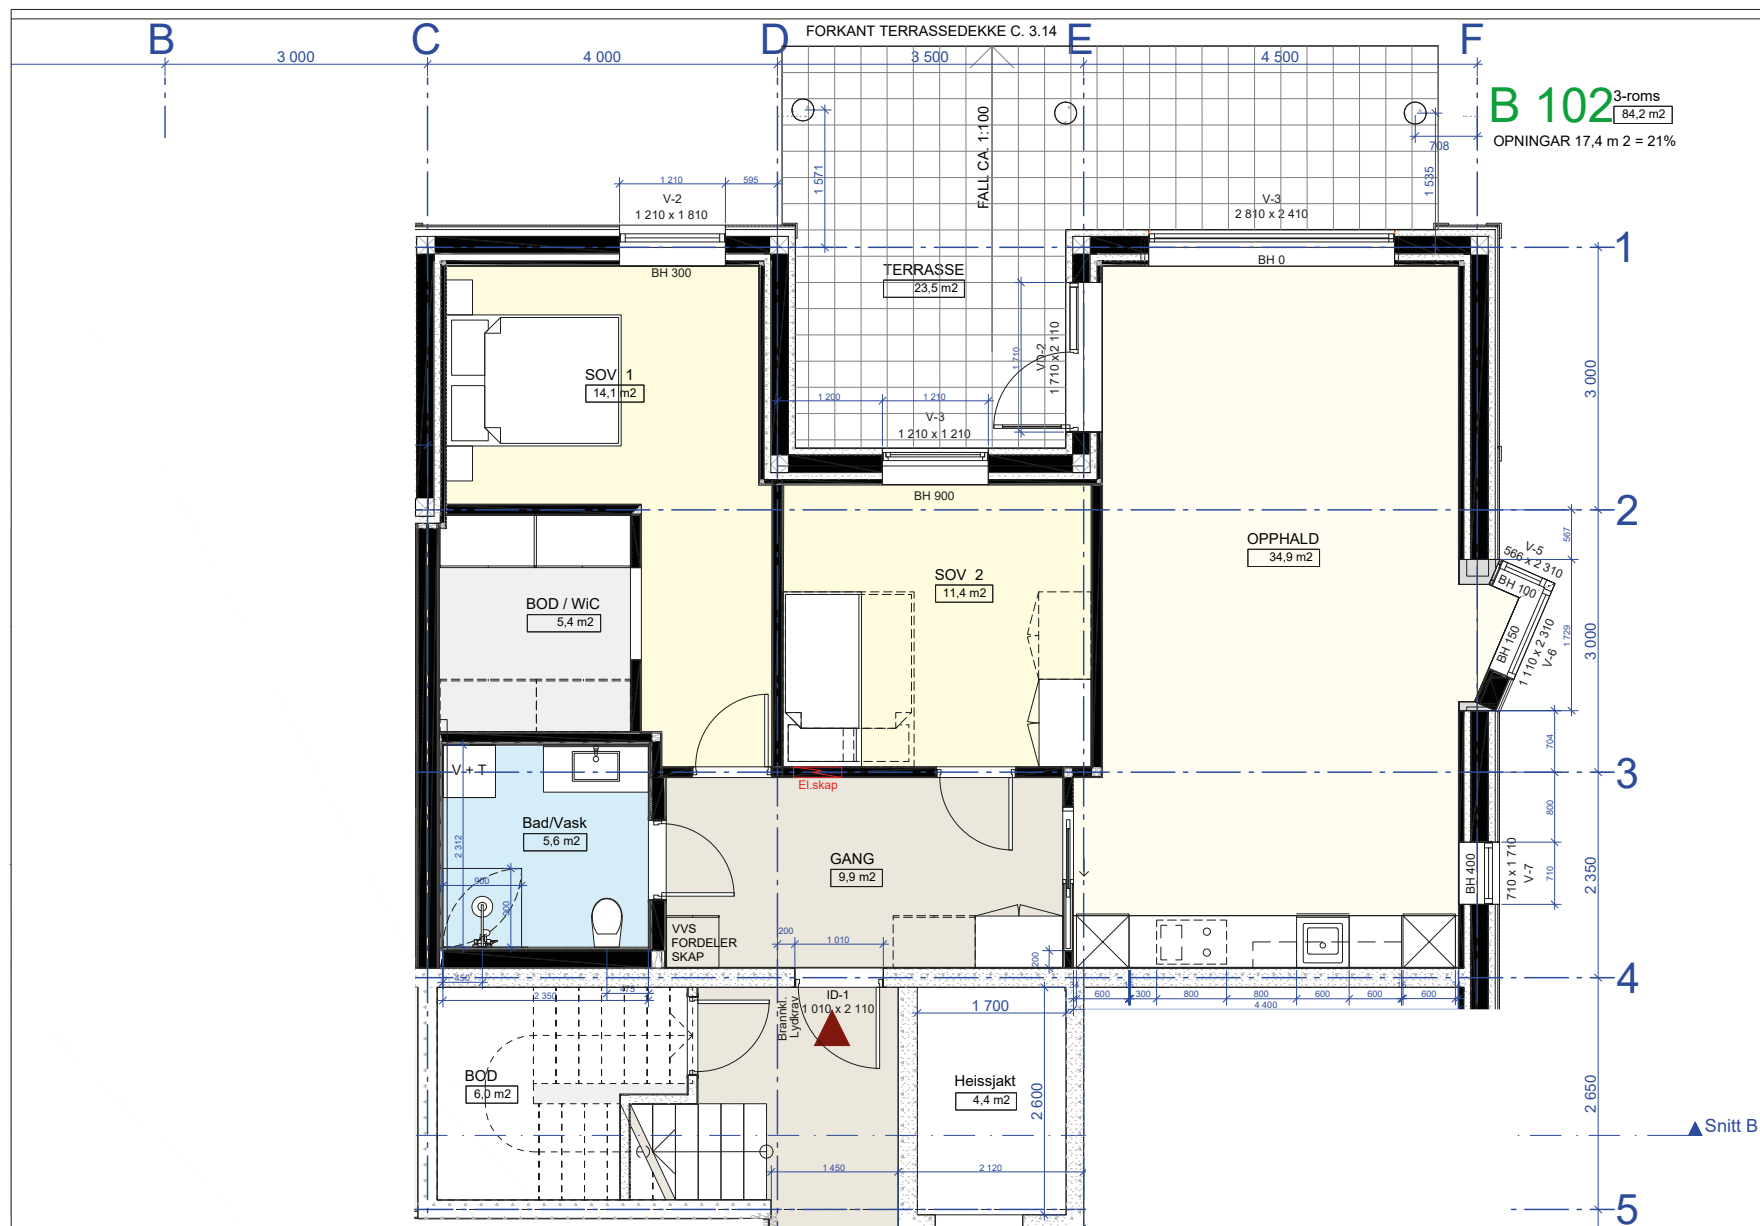 FORKANT TERRASSEDEKKE C. 3.14
B
C
D
E
F
3 000
4 000
3 500
4 500
B 102
3-roms
84,2 m2
OPNINGAR 17,4 m 2 = 21%
708
1 571
1 535
FALL CA. 1:100
1 210
595
V-2
1 210 x 1 810
V-3
2 810 x 2 410
BH 300
BH 0
1
TERRASSE
23,5 m2
1 710
VD-2
1 710 x 2 110
SOV 1
14,1 m2
1 200
1 210
V-3
1 210 x 1 210
BH 900
3 000
2
567
OPPHALD
34,9 m2
V-5
566 x 2 310
BH 100
SOV 2
11,4 m2
BOD / WiC
5,4 m2
BH 150
1 110 x 2 310
V-6
1 729
3 000
704
V + T
El.skap
3
Bad/Vask
5,6 m2
2 312
900
900
GANG
9,9 m2
800
BH 400
710 x 1 710
V-7
710
2 350
VVS
FORDELER
SKAP
200
1 010
200
4
450
475
2 350
ID-1
1 010 x 2 110
Brannkl.
Lydkrav
1 700
600
300
800
800
600
600
600
4 400
BOD
6,0 m2
Heissjakt
4,4 m2
2 600
2 650
Snitt B
1 450
2 120
5